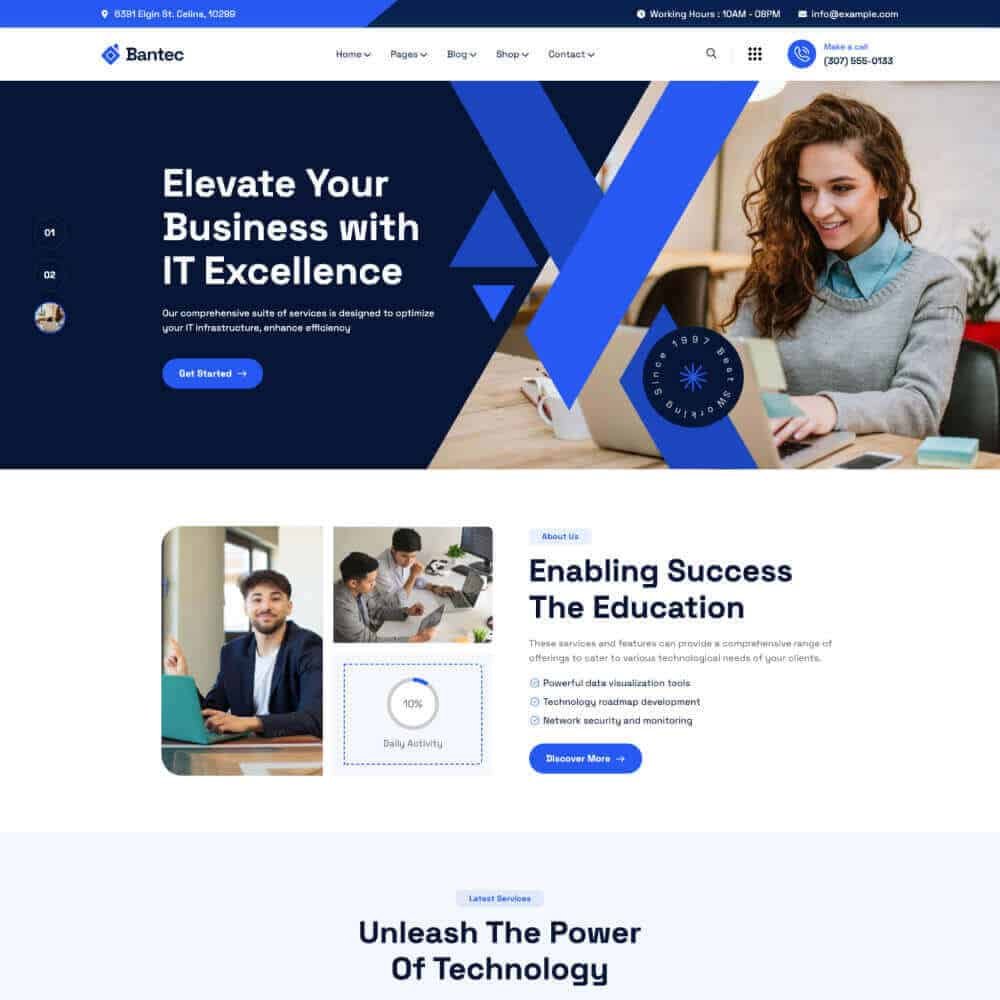 6391 Elgin St. Celina, 10299
Working Hours : 10AM - 08PM
info@example.com
Bantec
Home
Pages
Blog
Shop
Contact
Make a call
(307) 555-0133
Elevate Your
Business with
IT Excellence
01
02
Our comprehensive suite of services is designed to optimize
your IT infrastructure, enhance efficiency
Get Started
Since 1997 Best SWorking
About Us
Enabling Success
The Education
These services and features can provide a comprehensive range of
offerings to cater to various technological needs of your clients.
Powerful data visualization tools
Technology roadmap development
Network security and monitoring
10%
Daily Activity
Discover More
Latest Services
Unleash The Power
Of Technology